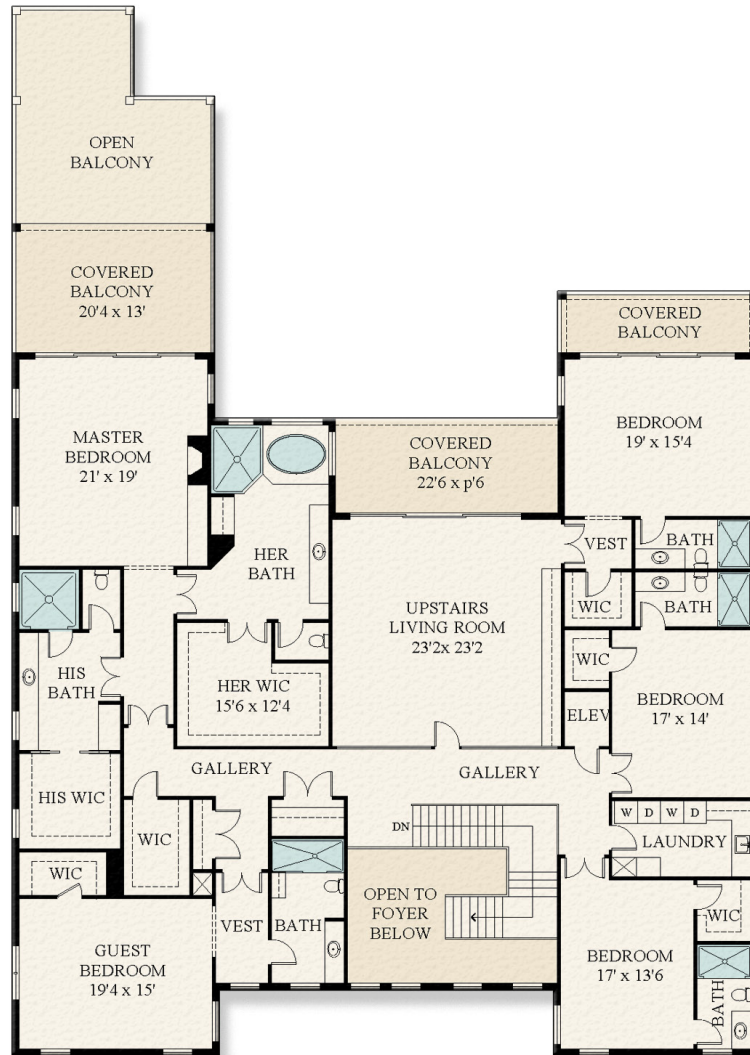 OPEN
BALCONY
COVERED
BALCONY
20'4 x 13'
COVERED
BALCONY
MASTER
BEDROOM
21' x 19'
COVERED
BALCONY
22'6 x p'6
BEDROOM
19' x 15'4
HER
BATH
VEST
BATH
WIC
BATH
UPSTAIRS
LIVING ROOM
23'2x 23'2
HIS
BATH
HER WIC
15'6 x 12'4
WIC
BEDROOM
17' x 14'
ELEV
GALLERY
GALLERY
HIS WIC
WIC
DN
W D W D
LAUNDRY
WIC
OPEN TO
FOYER
BELOW
VEST
BATH
WIC
GUEST
BEDROOM
19'4 x 15'
BEDROOM
17' x 13'6
BATH